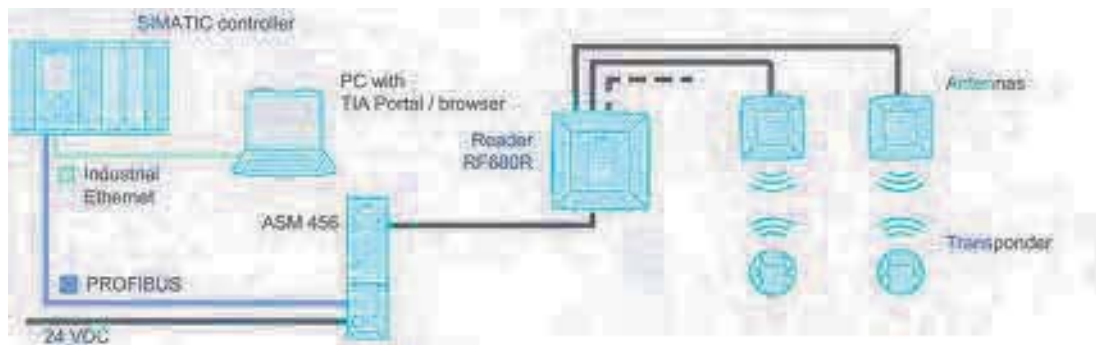 SIMATIC controller
PC with
TIA Portal / browser
Antennas
Reader
RF680R
Industrial
Ethernet
ASM 456
Transponder
PROFIBUS
24 VDC